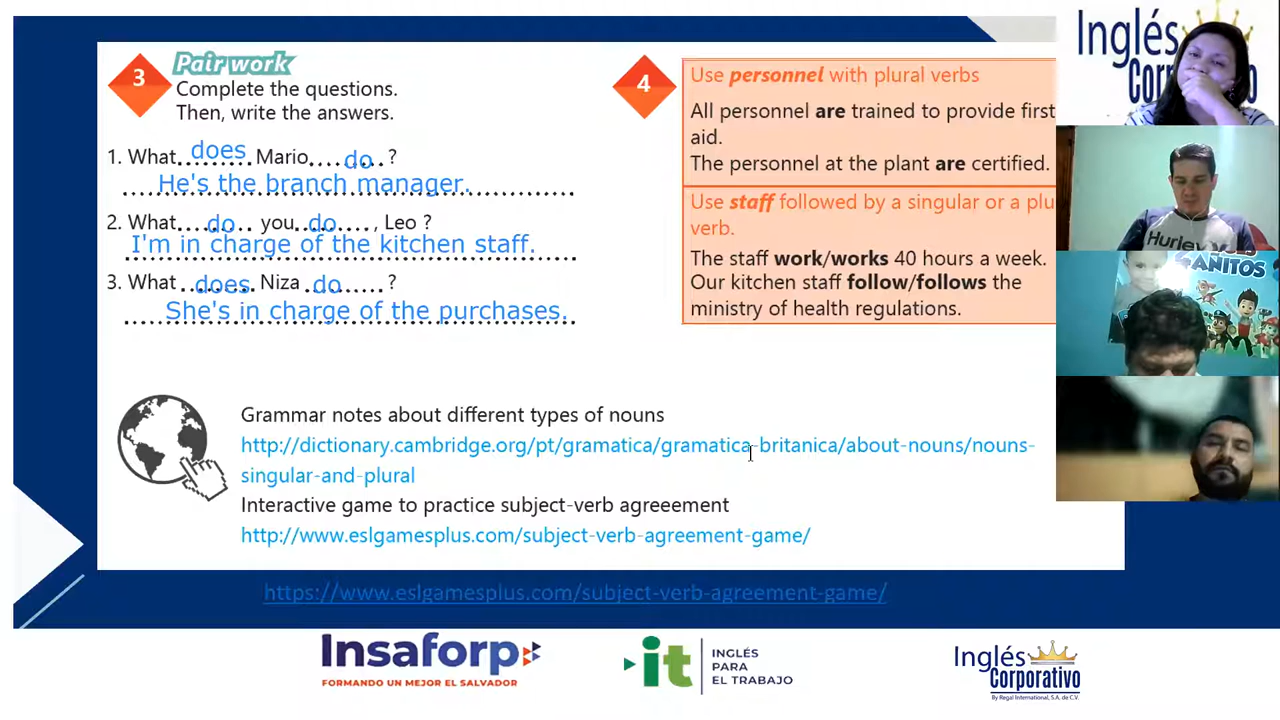 3
Pair work
Complete the questions.
Then, write the answers.
1. What does Mario do ?
He's the branch manager.
2. What do you do , Leo ?
I'm in charge of the kitchen staff.
3. What does Niza do ?
She's in charge of the purchases.
4
Use personnel with plural verbs
All personnel are trained to provide first
aid.
The personnel at the plant are certified.
Use staff followed by a singular or a plu
verb.
The staff work/works 40 hours a week.
Our kitchen staff follow/follows the
ministry of health regulations.
Grammar notes about different types of nouns
http://dictionary.cambridge.org/pt/gramatica/gramatica-britanica/about-nouns/nouns-
singular-and-plural
Interactive game to practice subject-verb agreeement
http://www.eslgamesplus.com/subject-verb-agreement-game/
https://www.eslgamesplus.com/subject-verb-agreement-game/
Insaforp
FORMANDO UN MEJOR EL SALVADOR
it
INGLÉS
PARA
EL TRABAJO
Inglés
Corporativo
By Regal International, S.A. de C.V.
Inglés
Corporativo
Hurley